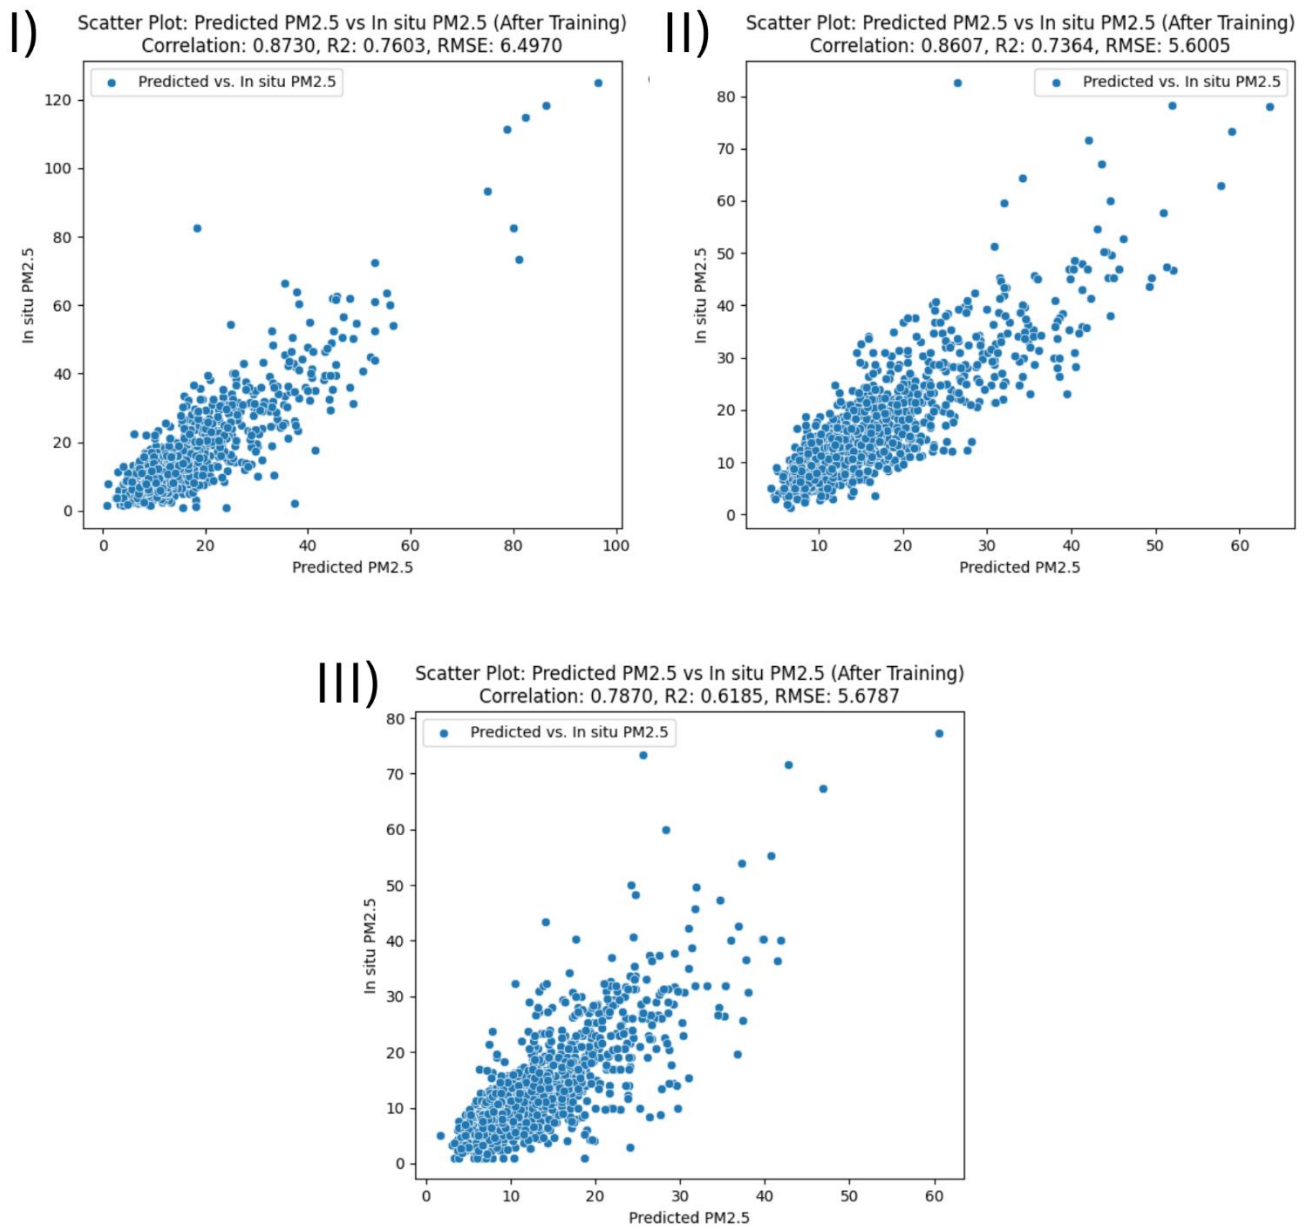 I)
Scatter Plot: Predicted PM2.5 vs In situ PM2.5 (After Training)
Correlation: 0.8730, R2: 0.7603, RMSE: 6.4970
Predicted vs. In situ PM2.5
120
100
80
60
40
20
0
In situ PM2.5
0 20 40 60 80 100
Predicted PM2.5
II)
Scatter Plot: Predicted PM2.5 vs In situ PM2.5 (After Training)
Correlation: 0.8607, R2: 0.7364, RMSE: 5.6005
Predicted vs. In situ PM2.5
80
70
60
50
40
30
20
10
0
In situ PM2.5
10 20 30 40 50 60
Predicted PM2.5
III)
Scatter Plot: Predicted PM2.5 vs In situ PM2.5 (After Training)
Correlation: 0.7870, R2: 0.6185, RMSE: 5.6787
Predicted vs. In situ PM2.5
80
70
60
50
40
30
20
10
0
In situ PM2.5
0 10 20 30 40 50 60
Predicted PM2.5